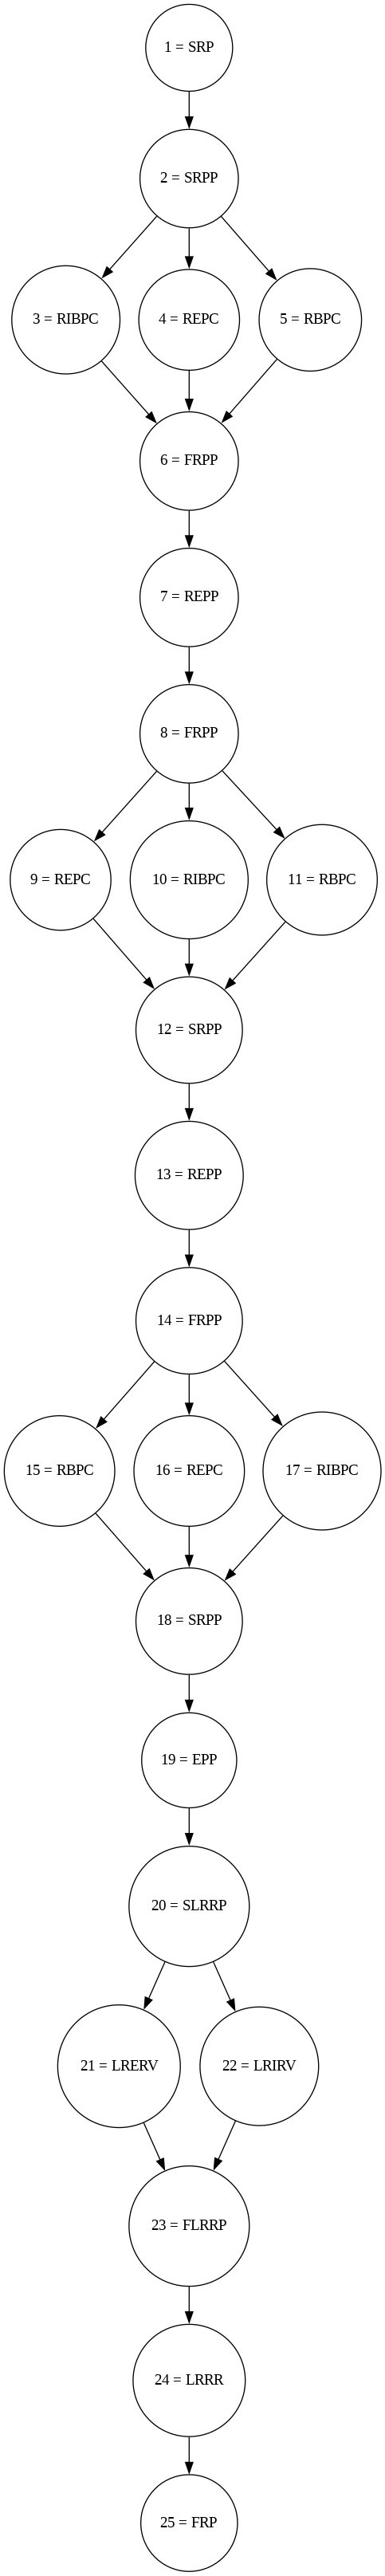 1 = SRP
2 = SRPP
3 = RIBPC
4 = REPC
5 = RBPC
6 = FRPP
7 = REPP
8 = FRPP
9 = REPC
10 = RIBPC
11 = RBPC
12 = SRPP
13 = REPP
14 = FRPP
15 = RBPC
16 = REPC
17 = RIBPC
18 = SRPP
19 = EPP
20 = SLRRP
21 = LRERV
22 = LRIRV
23 = FLRRP
24 = LRRR
25 = FRP